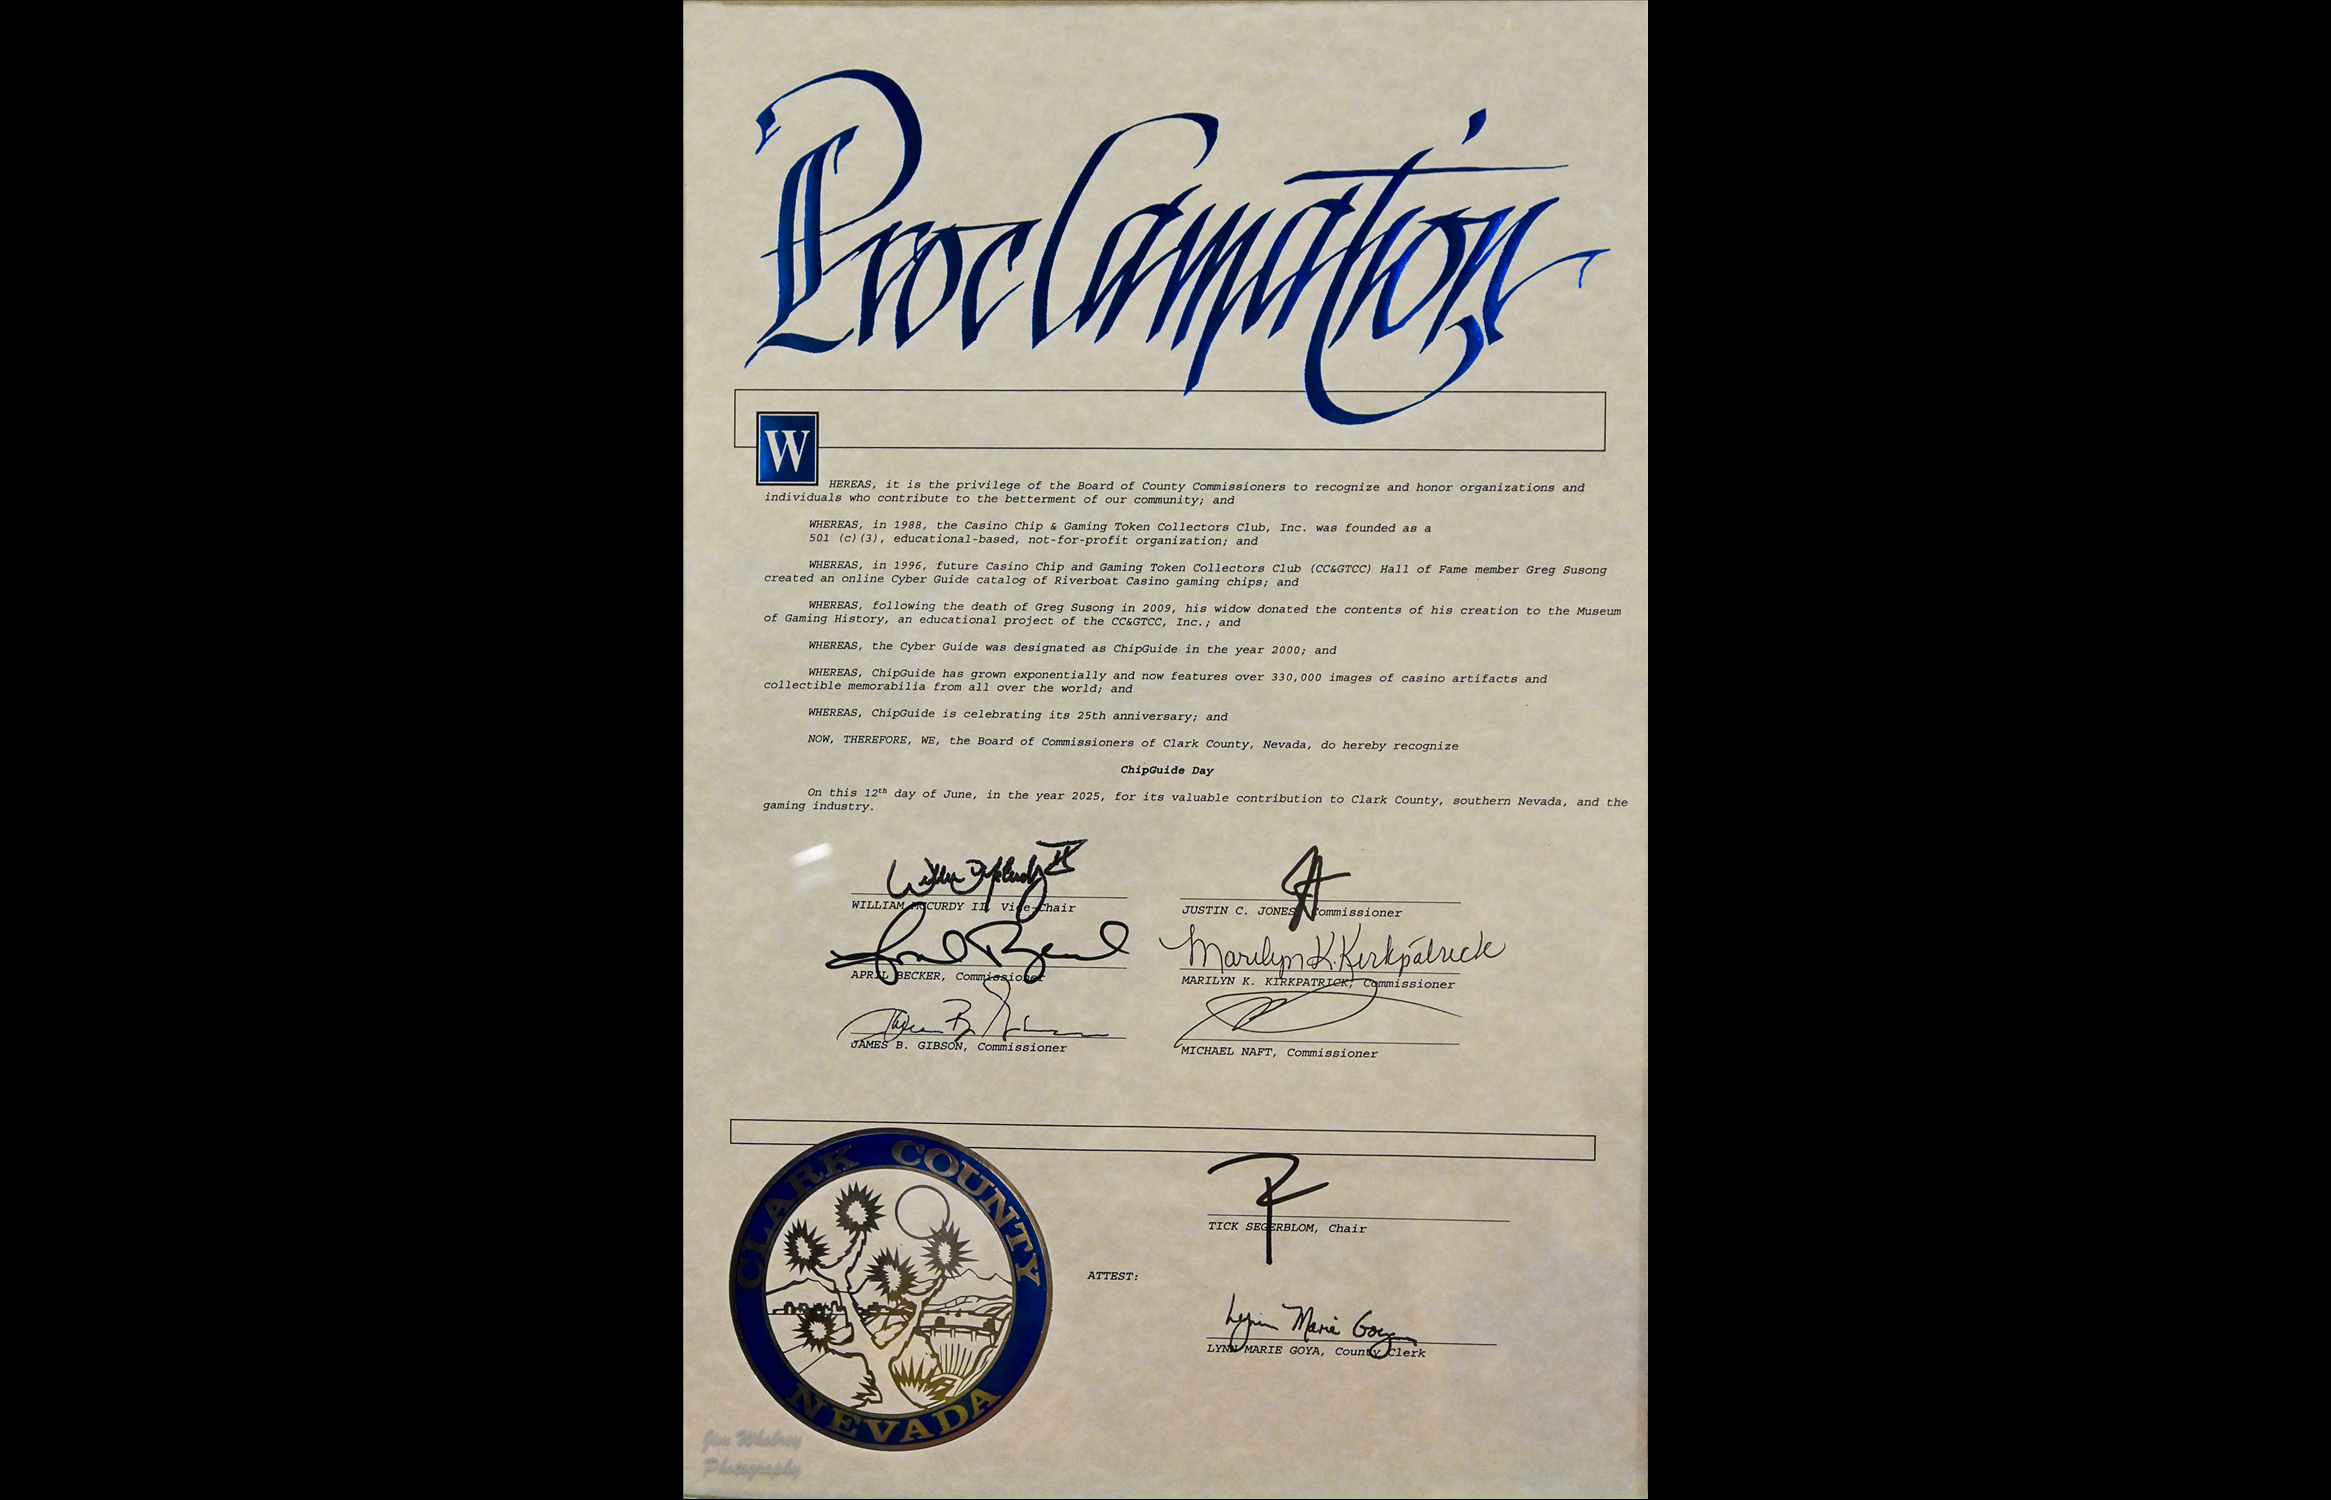 Proclamation
WHEREAS, it is the privilege of the Board of County Commissioners to recognize and honor organizations and
individuals who contribute to the betterment of our community; and
WHEREAS, in 1988, the Casino Chip & Gaming Token Collectors Club, Inc. was founded as a
501 (c)(3), educational-based, not-for-profit organization; and
WHEREAS, in 1996, future Casino Chip and Gaming Token Collectors Club (CC&GTCC) Hall of Fame member Greg Susong
created an online Cyber Guide catalog of Riverboat Casino gaming chips; and
WHEREAS, following the death of Greg Susong in 2009, his widow donated the contents of his creation to the Museum
of Gaming History, an educational project of the CC&GTCC, Inc.; and
WHEREAS, the Cyber Guide was designated as ChipGuide in the year 2000; and
WHEREAS, ChipGuide has grown exponentially and now features over 330,000 images of casino artifacts and
collectible memorabilia from all over the world; and
WHEREAS, ChipGuide is celebrating its 25th anniversary; and
NOW, THEREFORE, WE, the Board of Commissioners of Clark County, Nevada, do hereby recognize
ChipGuide Day
On this 12th day of June, in the year 2025, for its valuable contribution to Clark County, southern Nevada, and the
gaming industry.
WILLIAM MCCURDY II, Vice-Chair
JUSTIN C. JONES, Commissioner
Marilyn K. Kirkpatrick
APRIL BECKER, Commissioner
MARILYN K. KIRKPATRICK, Commissioner
JAMES B. GIBSON, Commissioner
MICHAEL NAFT, Commissioner
CLARK COUNTY
NEVADA
TICK SEGERBLOM, Chair
ATTEST:
Lynn Marie Goya
LYNN MARIE GOYA, County Clerk
Jim Wholrey
Photography